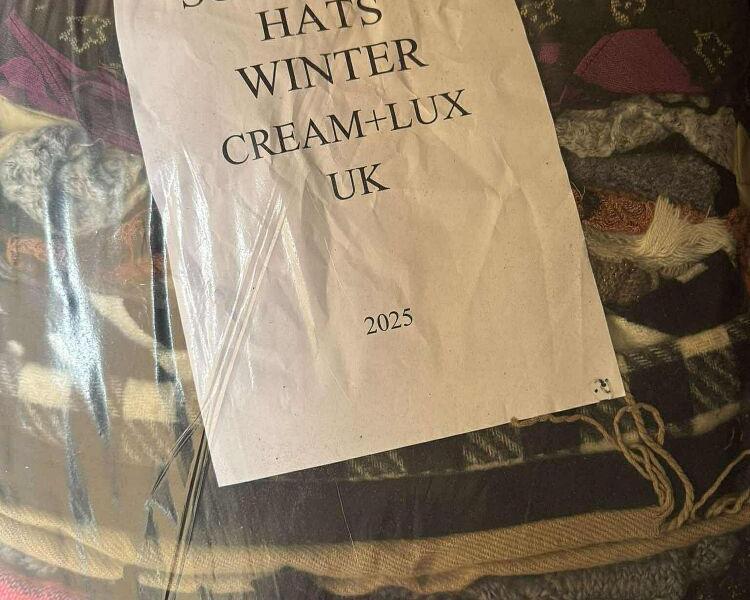 HATS
WINTER
CREAM+LUX
UK
2025